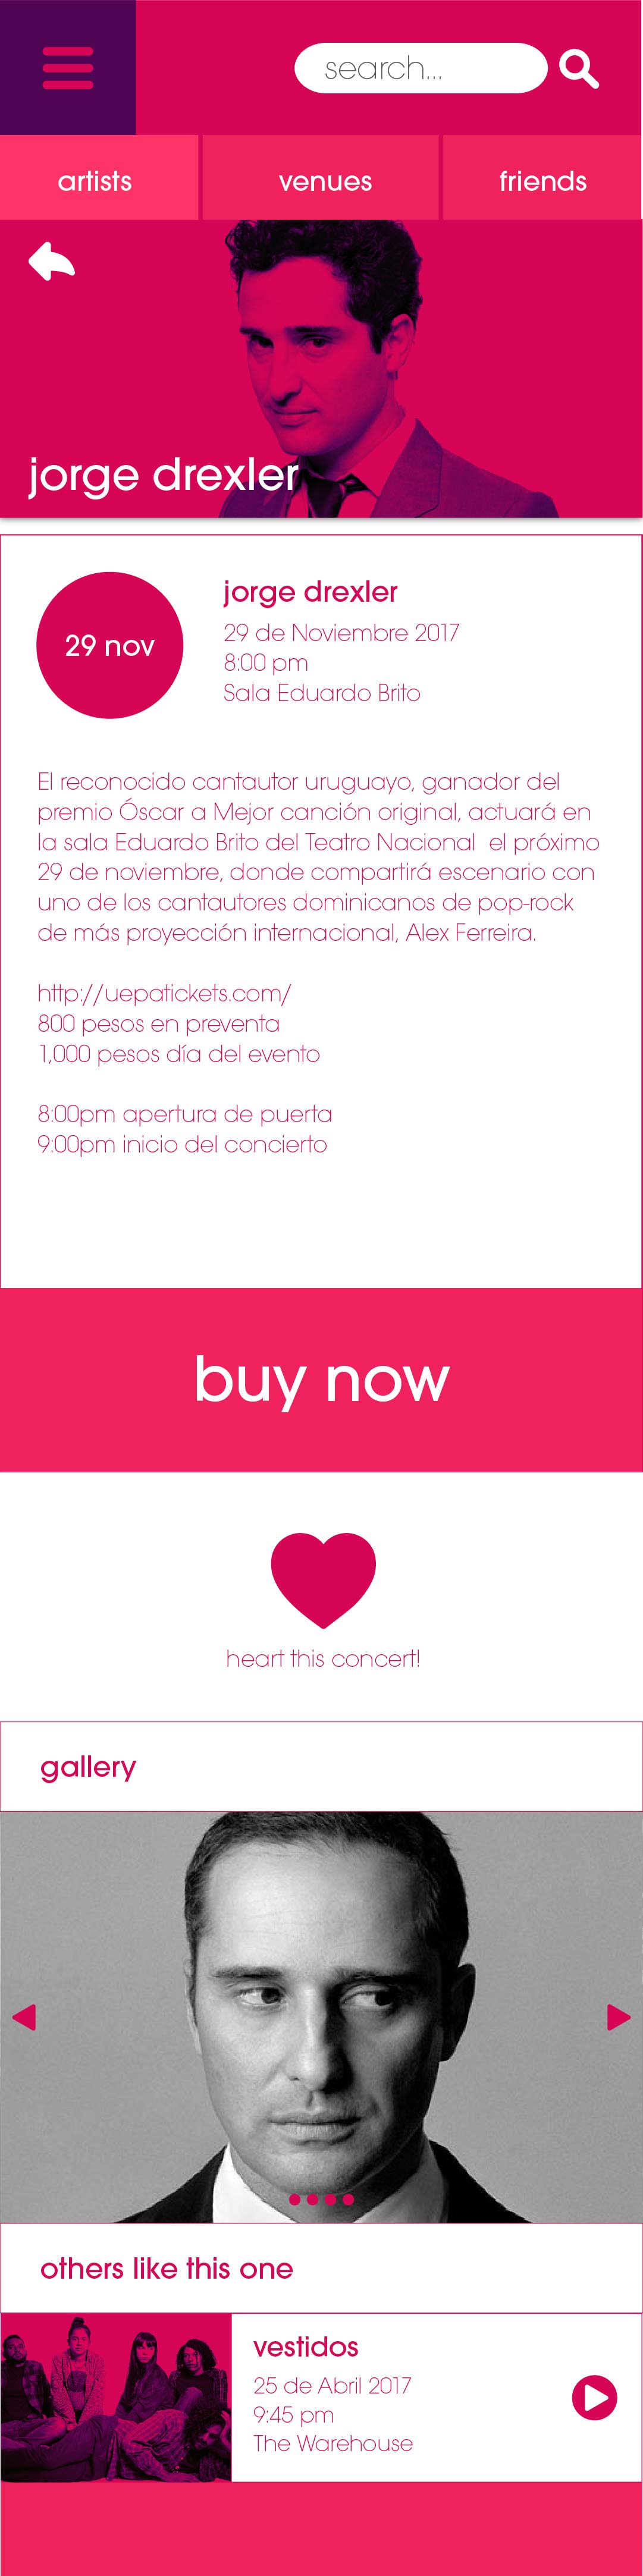 search...
artists
venues
friends
jorge drexler
29 nov
jorge drexler
29 de Noviembre 2017
8:00 pm
Sala Eduardo Brito
El reconocido cantautor uruguayo, ganador del
premio Óscar a Mejor canción original, actuará en
la sala Eduardo Brito del Teatro Nacional  el próximo
29 de noviembre, donde compartirá escenario con
uno de los cantautores dominicanos de pop-rock
de más proyección internacional, Alex Ferreira.
http://uepatickets.com/
800 pesos en preventa
1,000 pesos día del evento
8:00pm apertura de puerta
9:00pm inicio del concierto
buy now
heart this concert!
gallery
others like this one
vestidos
25 de Abril 2017
9:45 pm
The Warehouse